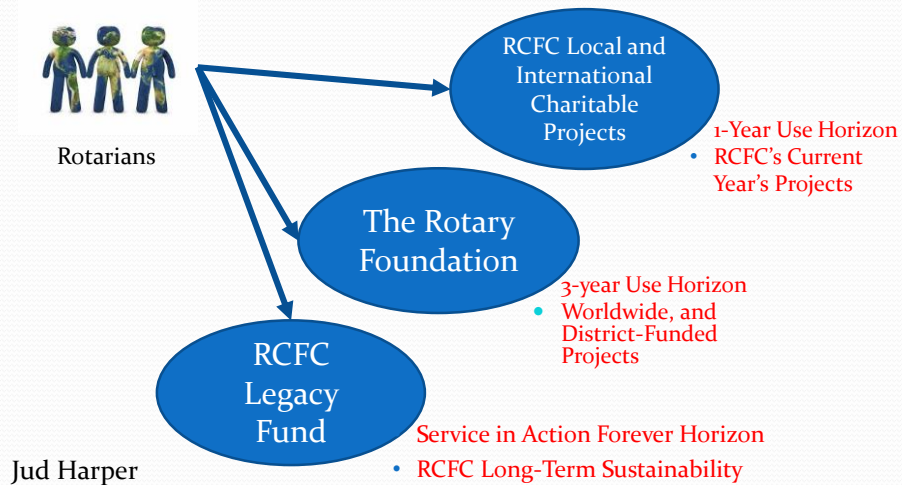 RCFC Local and
International
Charitable
Projects
Rotarians
1-Year Use Horizon
• RCFC's Current
Year's Projects
The Rotary
Foundation
3-year Use Horizon
• Worldwide, and
District-Funded
Projects
RCFC
Legacy
Fund
Service in Action Forever Horizon
• RCFC Long-Term Sustainability
Jud Harper